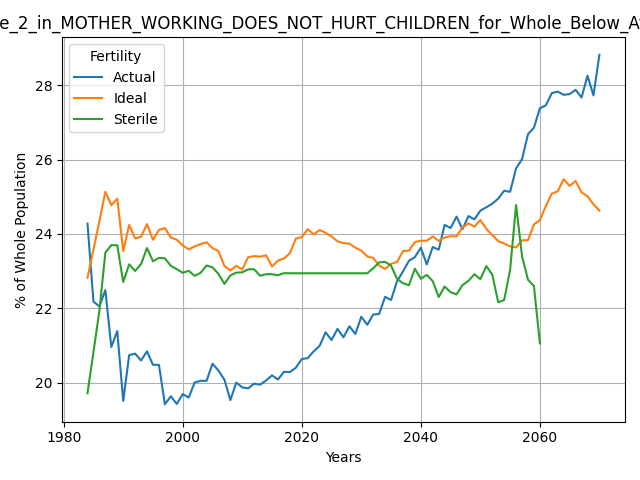 e_2_in_MOTHER_WORKING_DOES_NOT_HURT_CHILDREN_for_Whole_Below_A
Fertility
Actual
Ideal
Sterile
28
26
24
22
20
% of Whole Population
1980
2000
2020
2040
2060
Years